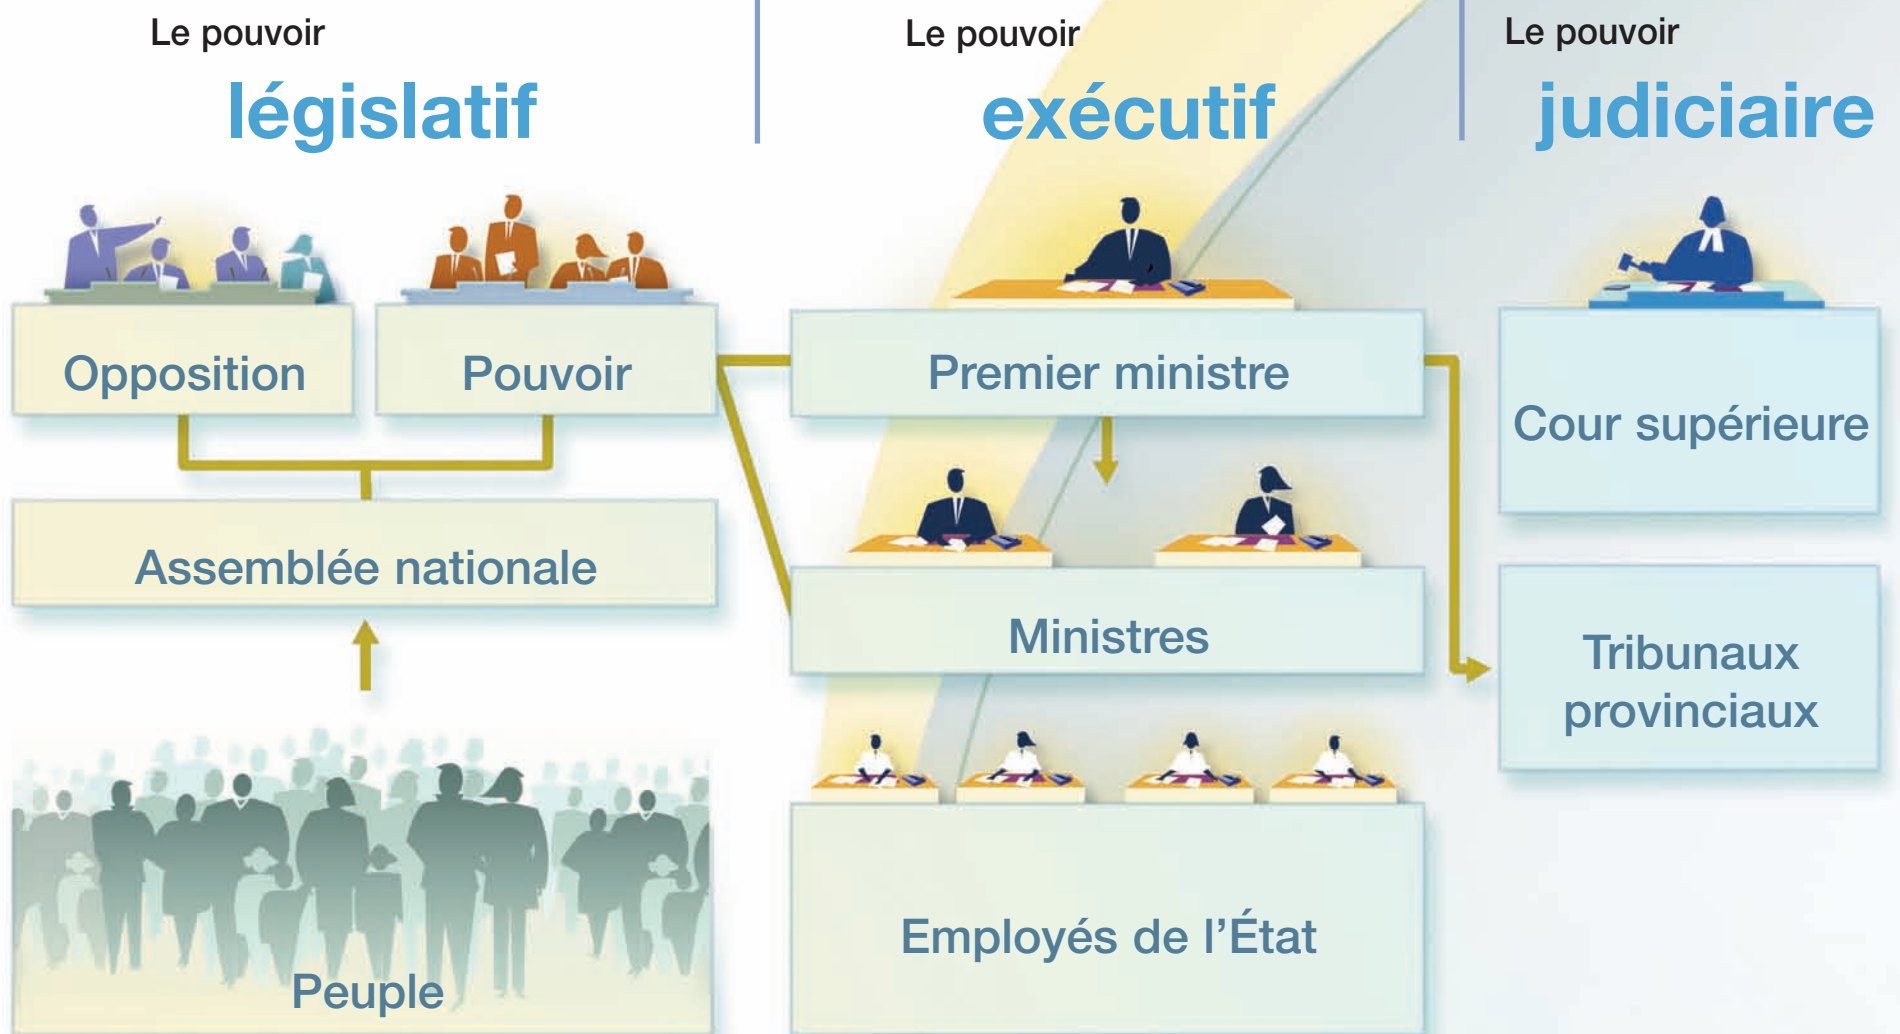 Le pouvoir
législatif
Le pouvoir
exécutif
Le pouvoir
judiciaire
Opposition
Pouvoir
Assemblée nationale
Peuple
Premier ministre
Ministres
Employés de l’État
Cour supérieure
Tribunaux
provinciaux